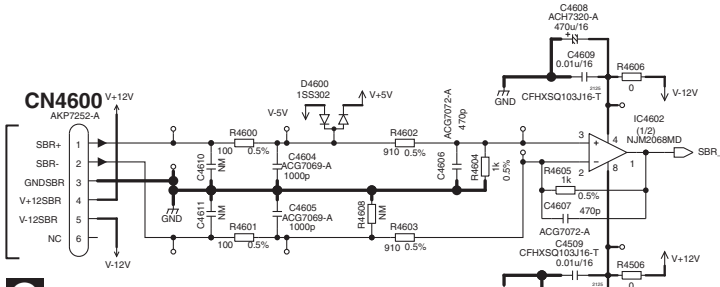 C4608
ACH7320-A
470u/16
+
C4609
0.01u/16
R4606
0
2125
GND
CFHXSQ103J16-T
V-12V
CN4600
AKP7252-A
V+12V
D4600
1SS302
V-5V
V+5V
ACG7072-A
470p
IC4602
(1/2)
NJM2068MD
SBR+
1
R4600
100
0.5%
R4602
910
0.5%
3
4
+
SBR_
SBR-
2
C4610
NM
C4604
ACG7069-A
1000p
C4606
R4604
1k
0.5%
2
-
8
1
GNDSBR
3
R4605
1k
0.5%
V+12SBR
4
GND
C4607
470p
ACG7072-A
V-12SBR
5
C4611
NM
C4605
ACG7069-A
1000p
R4608
NM
NC
6
R4601
100
0.5%
R4603
910
0.5%
C4509
CFHXSQ103J16-T
0.01u/16
V-12V
2125
R4506
0
V+12V